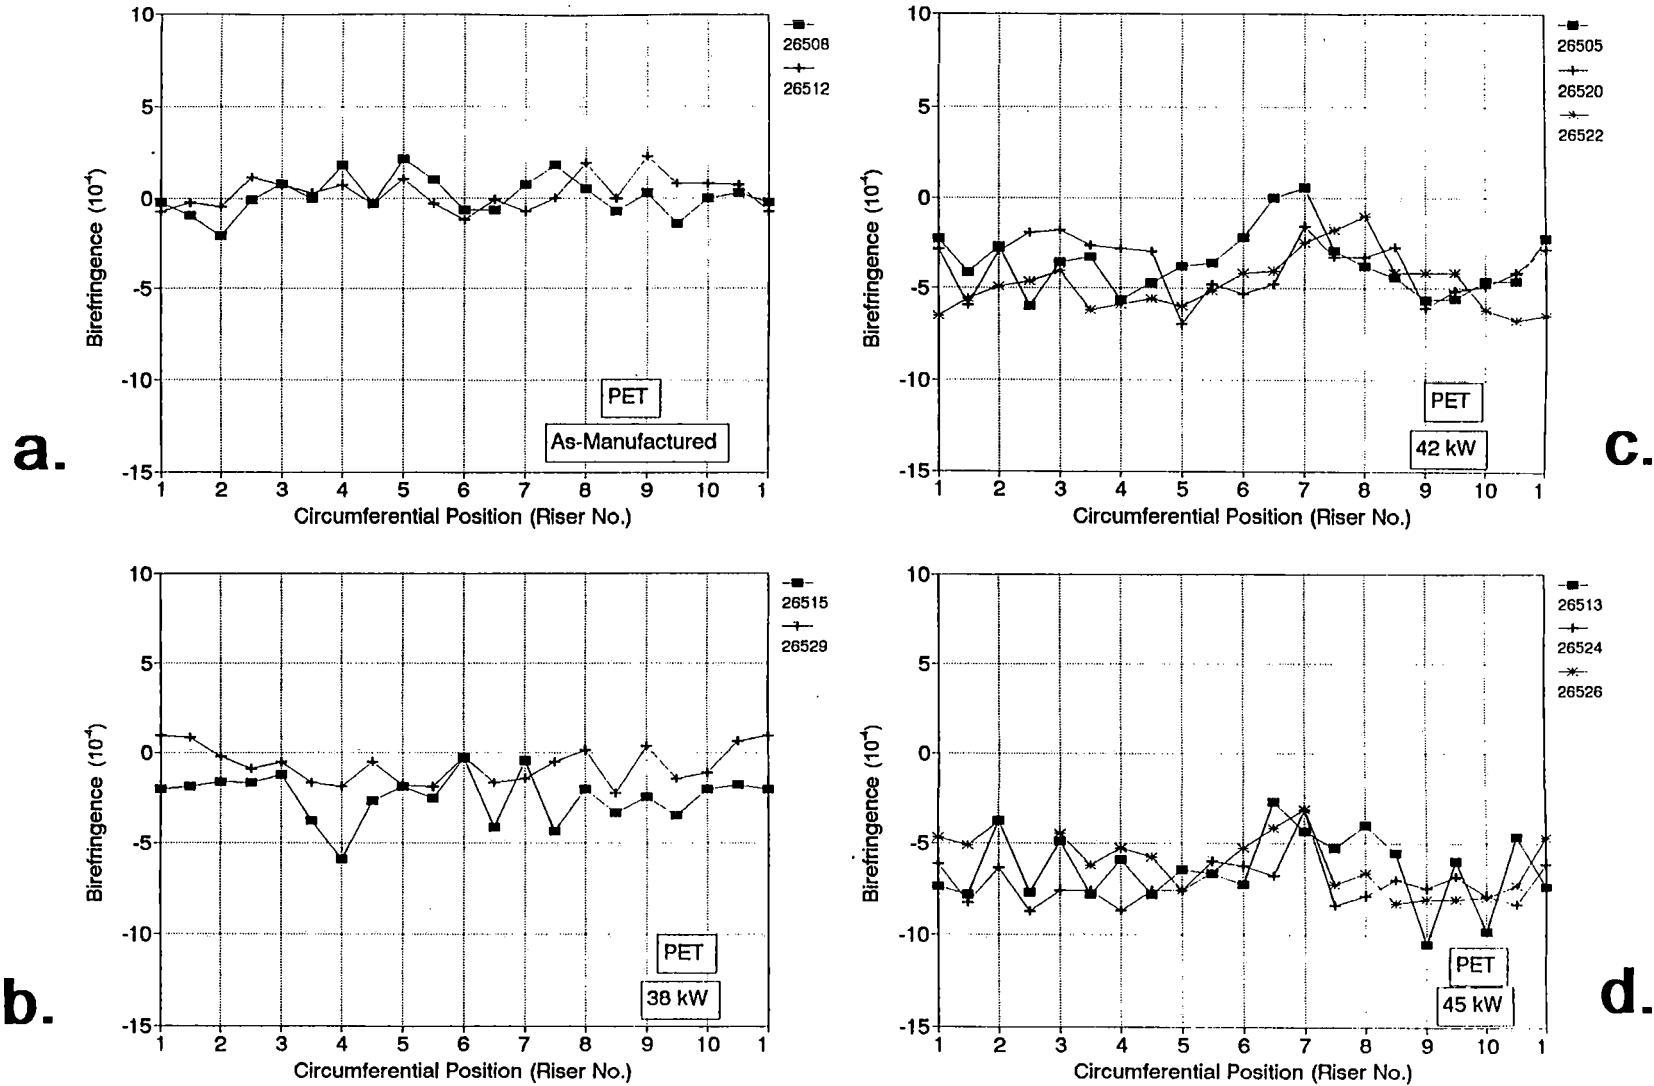 a.
10
5
0
-5
-10
-15
Birefringence (10⁻⁴)
1 2 3 4 5 6 7 8 9 10 1
Circumferential Position (Riser No.)
26508
26512
PET
As-Manufactured
c.
10
5
0
-5
-10
-15
Birefringence (10⁻⁴)
1 2 3 4 5 6 7 8 9 10 1
Circumferential Position (Riser No.)
26505
26520
26522
PET
42 kW
b.
10
5
0
-5
-10
-15
Birefringence (10⁻⁴)
1 2 3 4 5 6 7 8 9 10 1
Circumferential Position (Riser No.)
26515
26529
PET
38 kW
d.
10
5
0
-5
-10
-15
Birefringence (10⁻⁴)
1 2 3 4 5 6 7 8 9 10 1
Circumferential Position (Riser No.)
26513
26524
26526
PET
45 kW